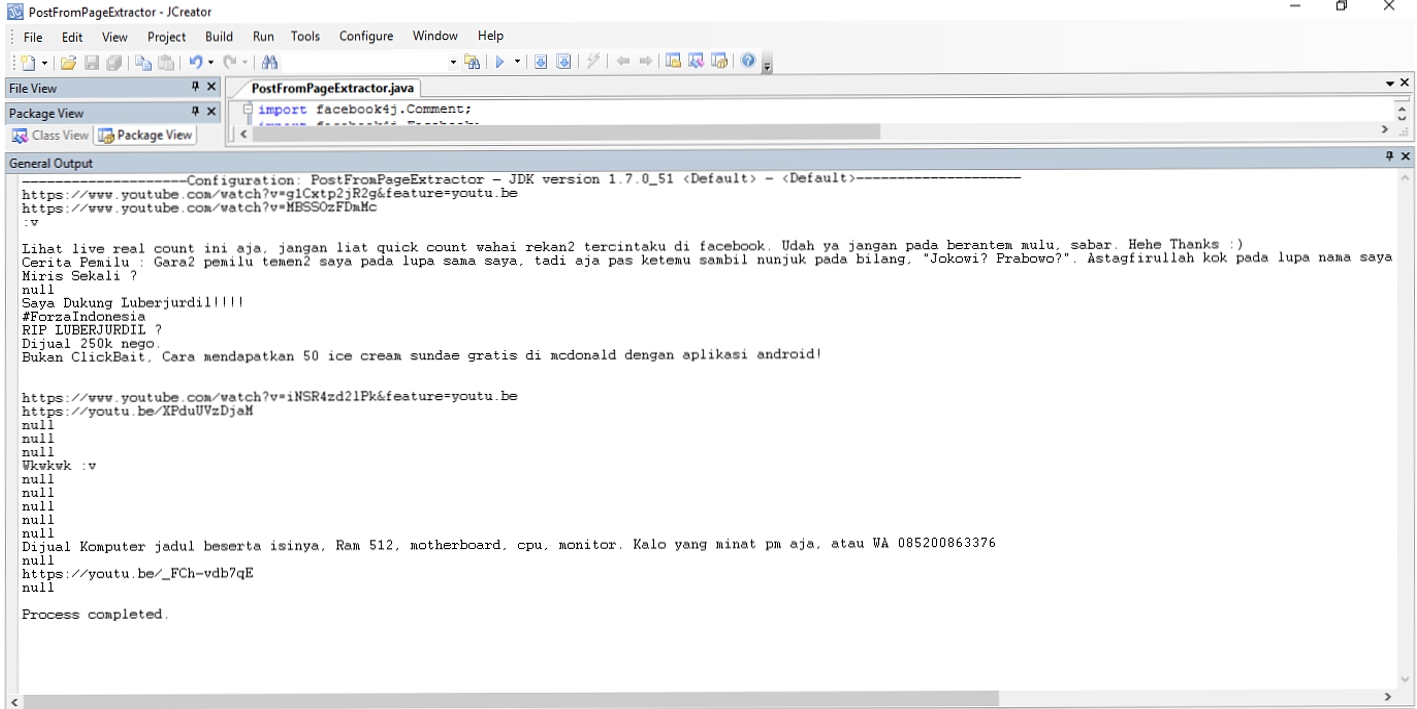 PostFromPageExtractor - JCreator
File Edit View Project Build Run Tools Configure Window Help
File View
PostFromPageExtractor.java
Package View
import facebook4j.Comment;
import facebook4j.Facebook;
Class View Package View
General Output
--------------------Configuration: PostFromPageExtractor - JDK version 1.7.0_51 <Default> - <Default>--------------------
https://www.youtube.com/watch?v=g1Cxtp2jR2g&feature=youtu.be
https://www.youtube.com/watch?v=MBSSOzFDmMc
:v
Lihat live real count ini aja, jangan liat quick count wahai rekan2 tercintaku di facebook. Udah ya jangan pada berantem mulu, sabar. Hehe Thanks :)
Cerita Pemilu : Gara2 pemilu temen2 saya pada lupa sama saya, tadi aja pas ketemu sambil nunjuk pada bilang, "Jokowi? Prabowo?". Astagfirullah kok pada lupa nama saya
Miris Sekali ?
null
Saya Dukung Luberjurdil!!!!
#ForzaIndonesia
RIP LUBERJURDIL ?
Dijual 250k nego.
Bukan ClickBait, Cara mendapatkan 50 ice cream sundae gratis di mcdonald dengan aplikasi android!
https://www.youtube.com/watch?v=iNSR4zd2lPk&feature=youtu.be
https://youtu.be/XPduUVzDjaM
null
null
null
Wkwkwk :v
null
null
null
null
null
Dijual Komputer jadul beserta isinya, Ram 512, motherboard, cpu, monitor. Kalo yang minat pm aja, atau WA 085200863376
null
https://youtu.be/_FCh-vdb7qE
null
Process completed.